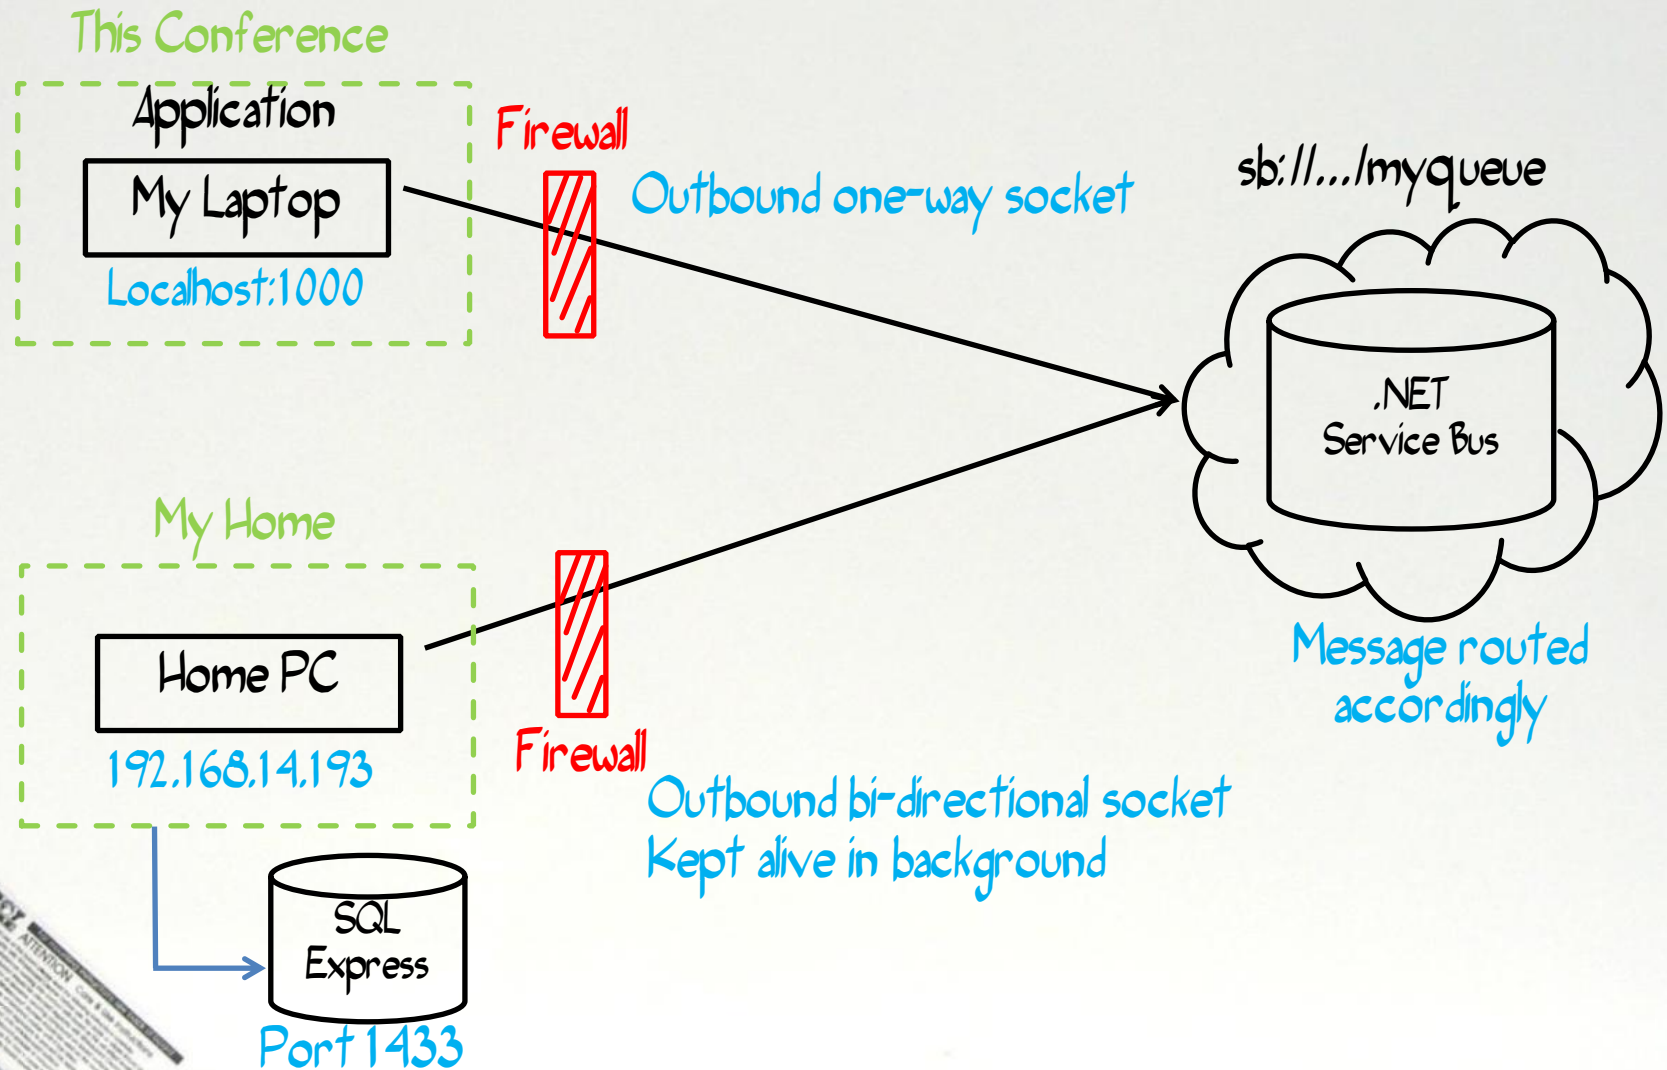 This Conference
Application
My Laptop
Localhost:1000
Firewall
Outbound one-way socket
sb://.../myqueue
.NET
Service Bus
Message routed
accordingly
My Home
Home PC
192.168.14.193
Firewall
Outbound bi-directional socket
Kept alive in background
SQL
Express
Port 1433
ATTENTION